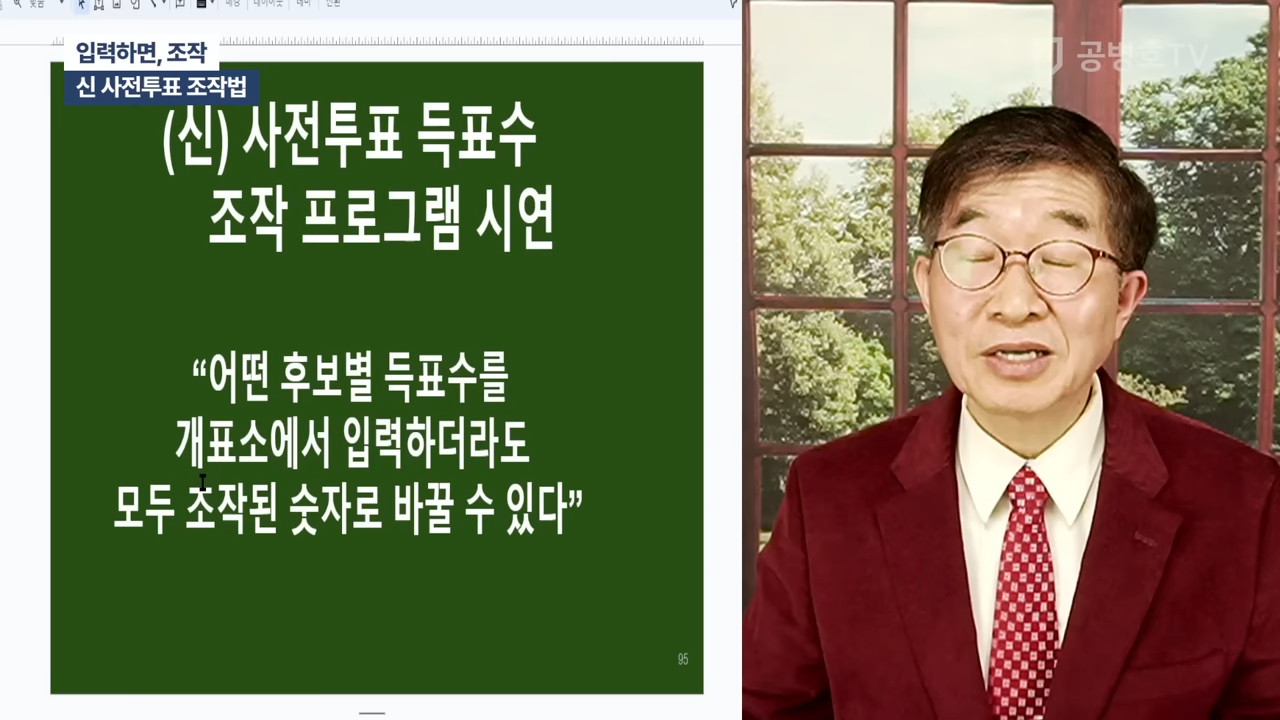 입력하면, 조작
신 사전투표 조작법
(신) 사전투표 득표수
조작 프로그램 시연
“어떤 후보별 득표수를
개표소에서 입력하더라도
모두 조작된 숫자로 바꿀 수 있다”
95
공병호TV